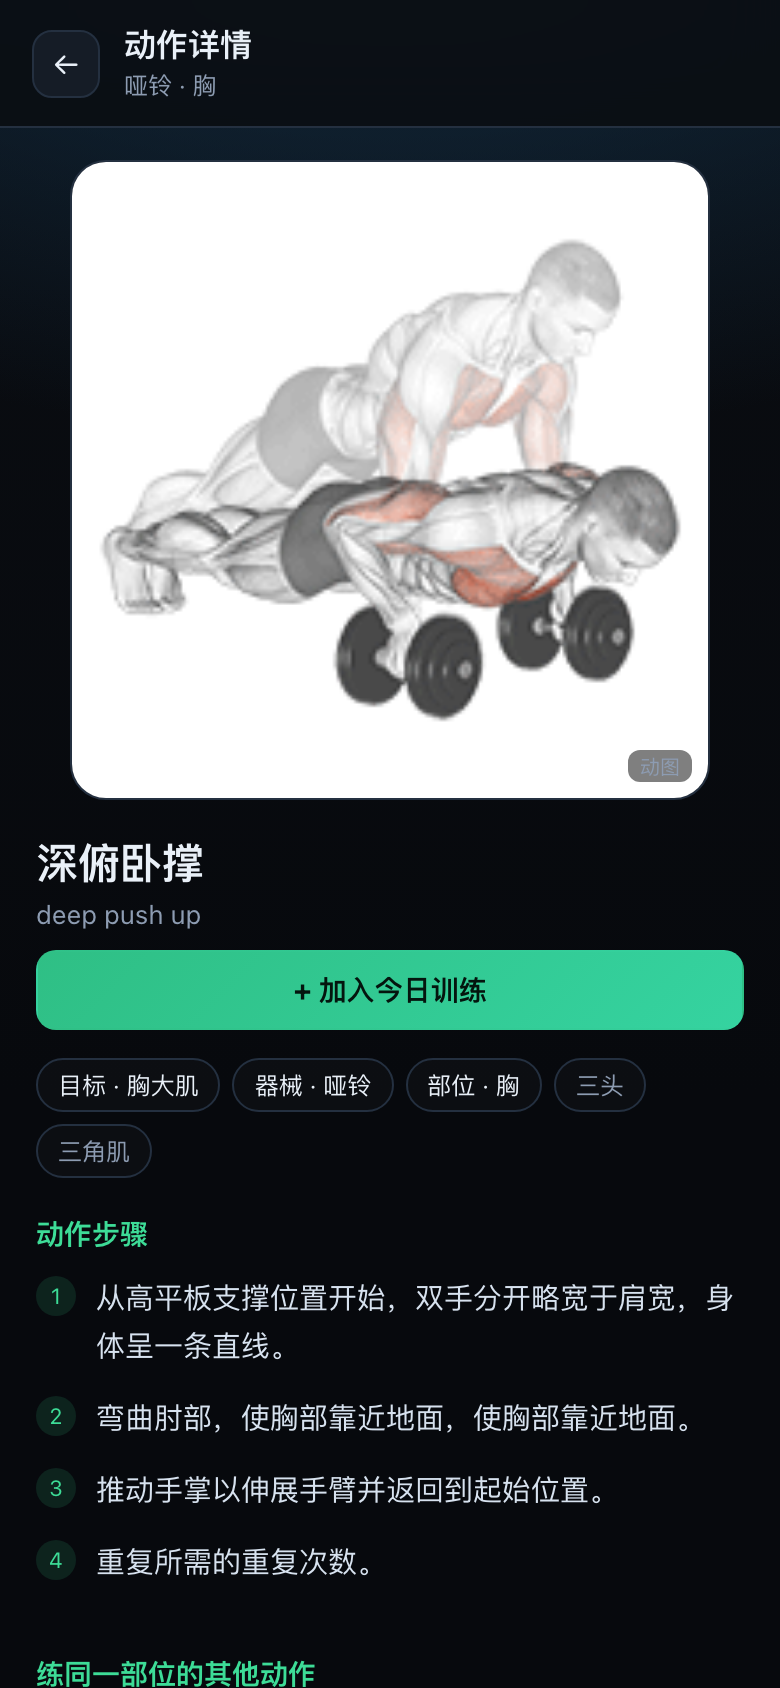 动作详情
哑铃 · 胸
动图
深俯卧撑
deep push up
+ 加入今日训练
目标 · 胸大肌
器械 · 哑铃
部位 · 胸
三头
三角肌
动作步骤
1 从高平板支撑位置开始，双手分开略宽于肩宽，身
体呈一条直线。
2 弯曲肘部，使胸部靠近地面，使胸部靠近地面。
3 推动手掌以伸展手臂并返回到起始位置。
4 重复所需的重复次数。
练同一部位的其他动作